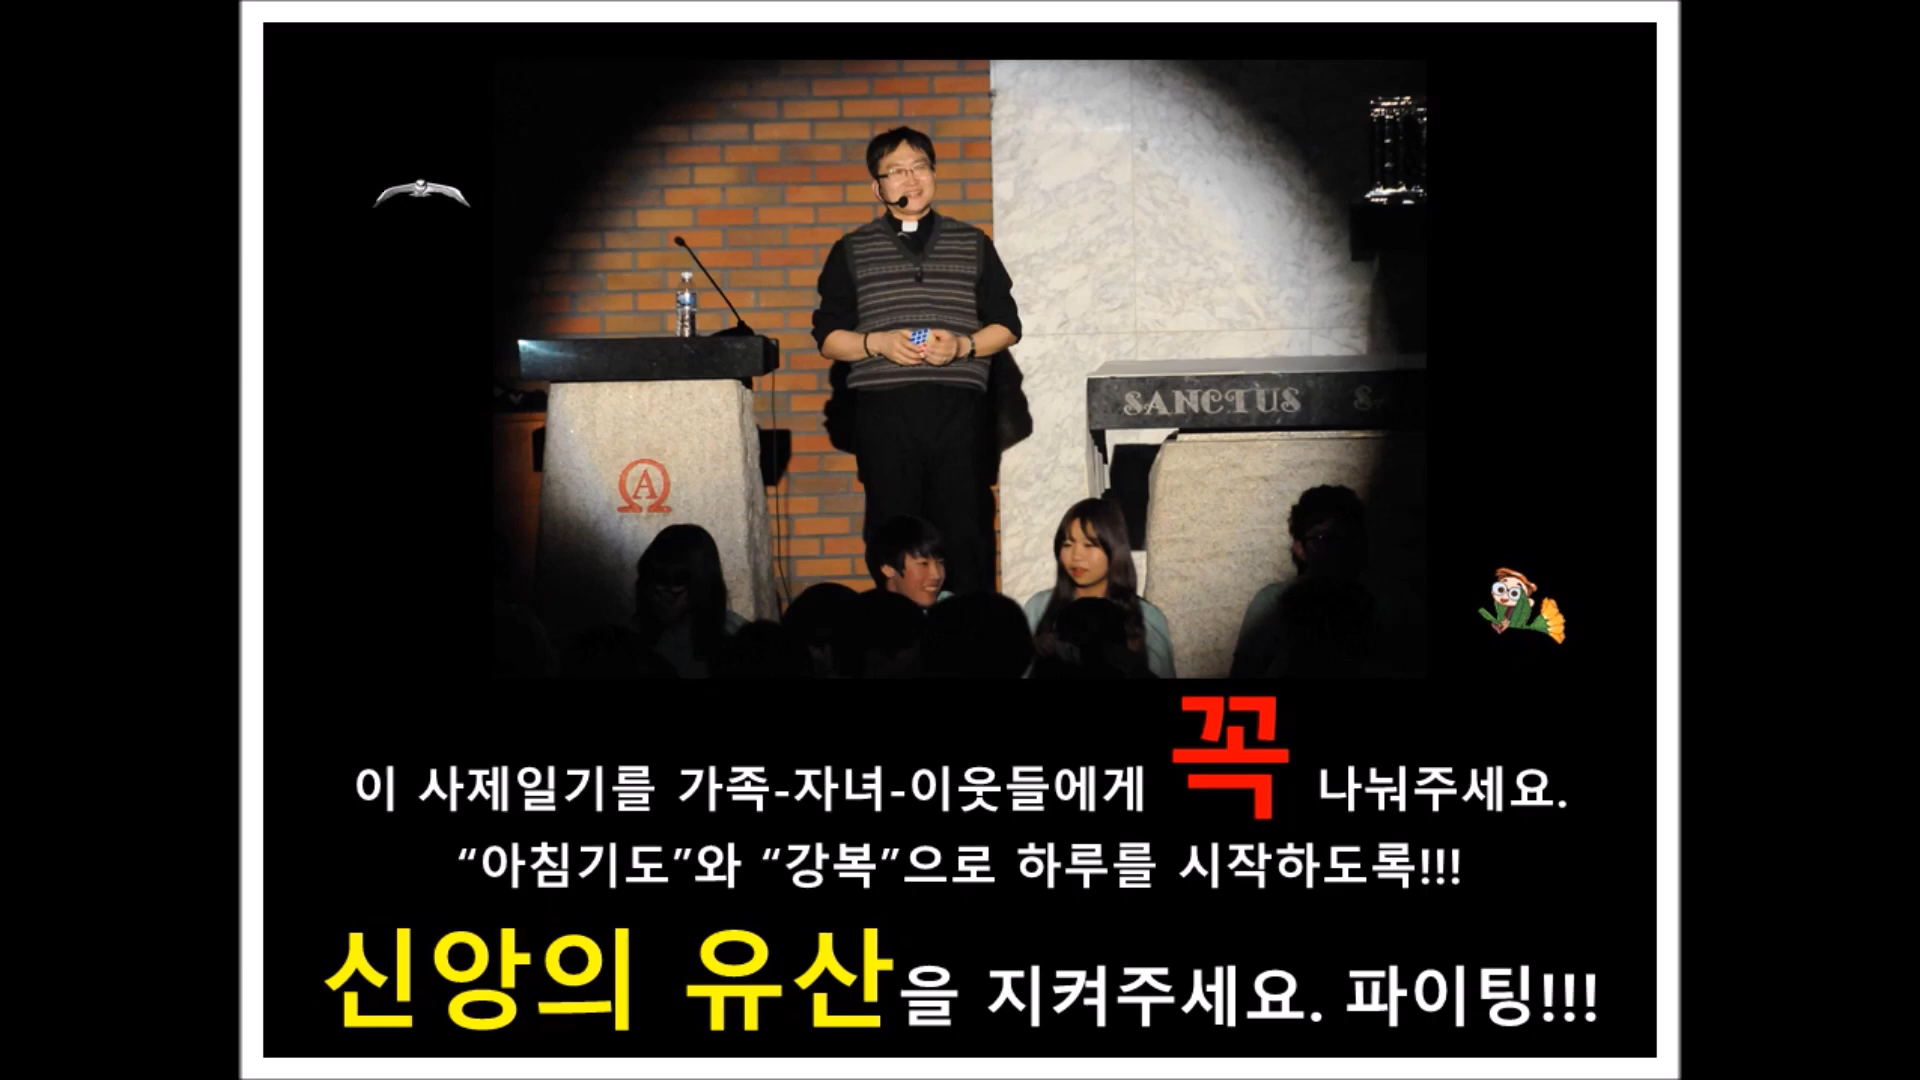 SANCTUS
A
Ω
이 사제일기를 가족-자녀-이웃들에게 꼭 나눠주세요.
“아침기도”와 “강복”으로 하루를 시작하도록!!!
신앙의 유산을 지켜주세요. 파이팅!!!